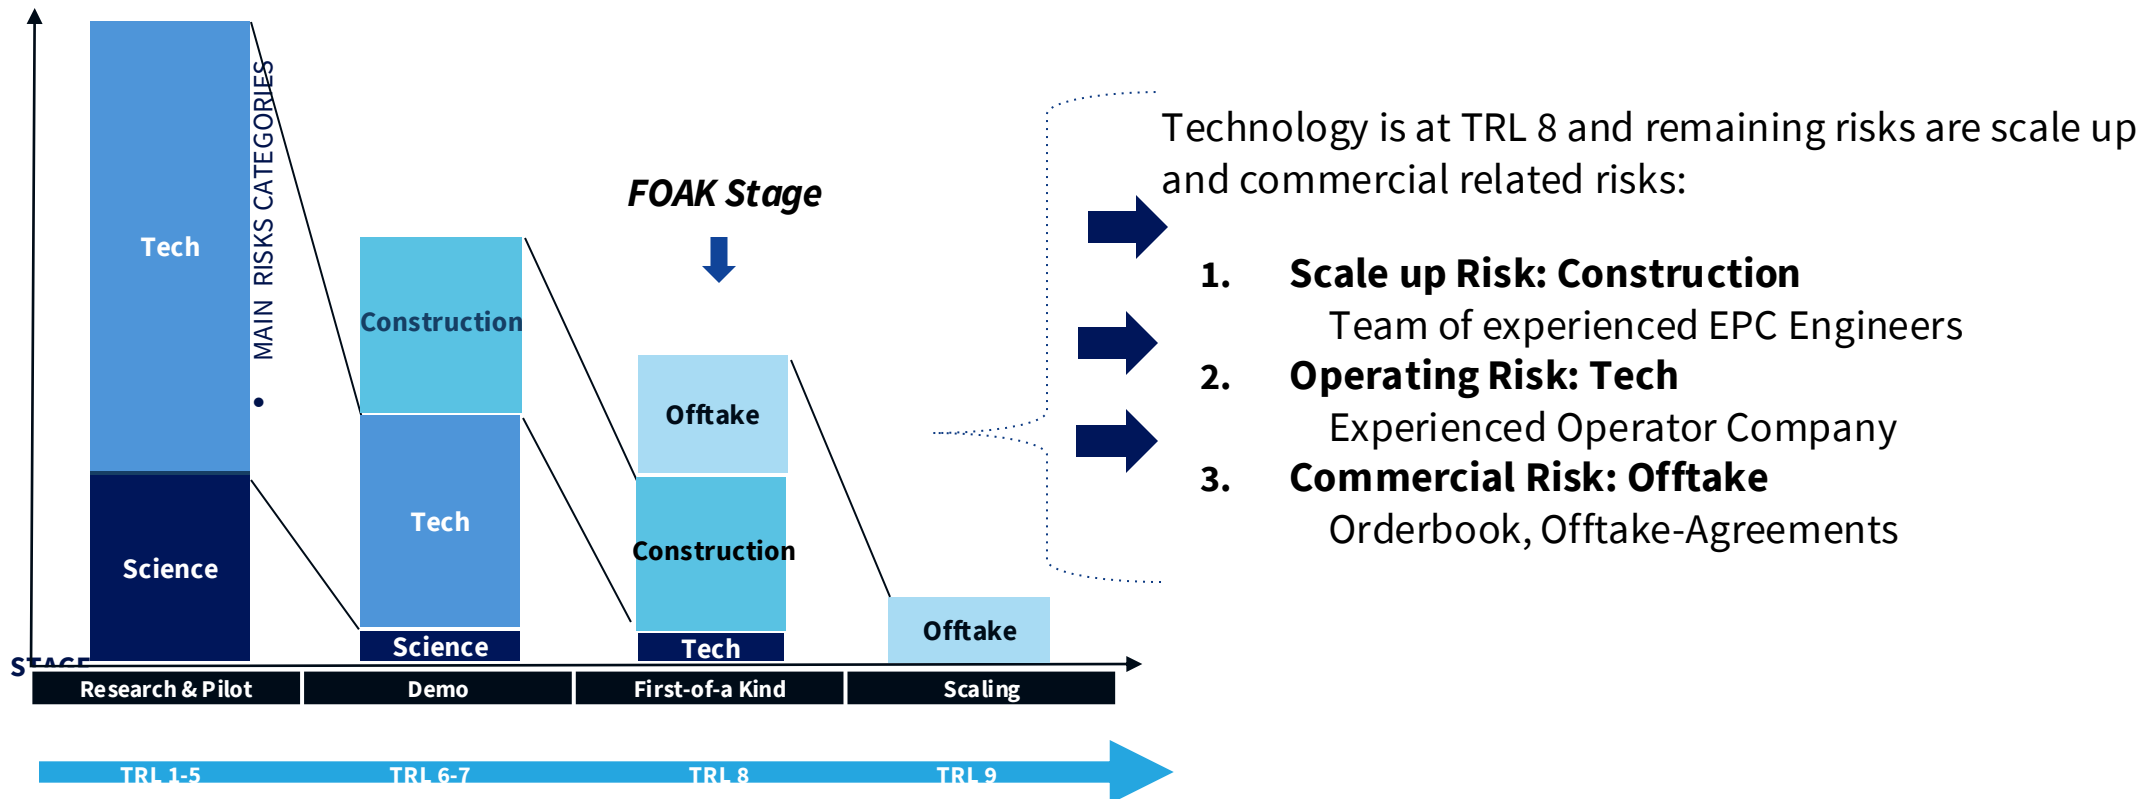 MAIN RISKS CATEGORIES
•
Tech
Science
Construction
Tech
Science
FOAK Stage
Offtake
Construction
Tech
Offtake
STAGE
Research & Pilot
Demo
First-of-a Kind
Scaling
TRL 1-5
TRL 6-7
TRL 8
TRL 9
Technology is at TRL 8 and remaining risks are scale up
and commercial related risks:
1. Scale up Risk: Construction
Team of experienced EPC Engineers
2. Operating Risk: Tech
Experienced Operator Company
3. Commercial Risk: Offtake
Orderbook, Offtake-Agreements